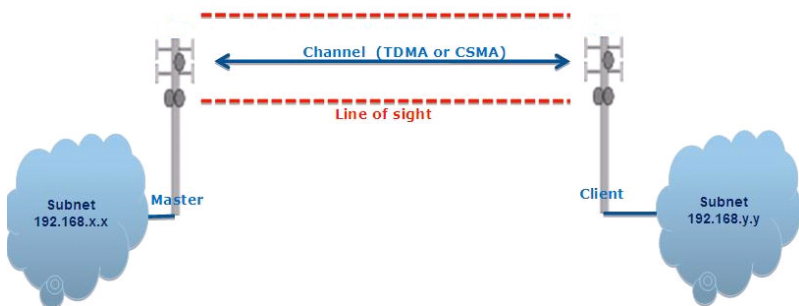 Channel (TDMA or CSMA)
Line of sight
Master
Client
Subnet
192.168.x.x
Subnet
192.168.y.y